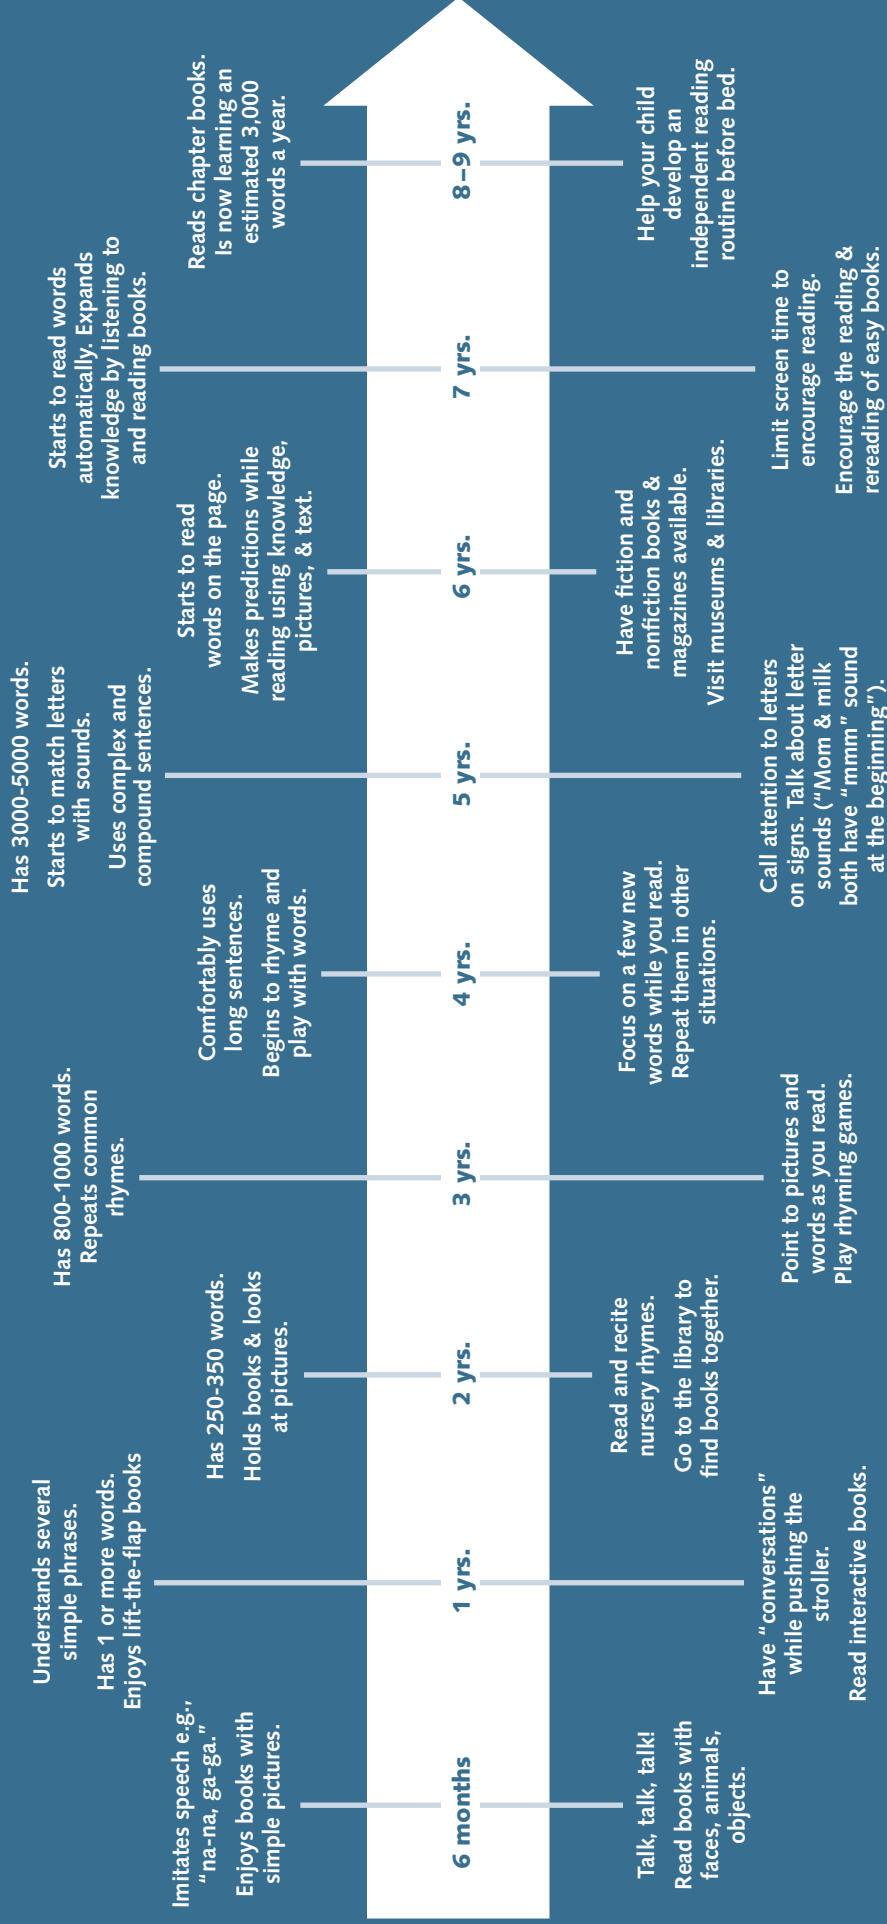 Imitates speech e.g.,
“na-na, ga-ga.”
Enjoys books with
simple pictures.
Understands several
simple phrases.
Has 1 or more words.
Enjoys lift-the-flap books
Has 250-350 words.
Holds books & looks
at pictures.
Has 800-1000 words.
Repeats common
rhymes.
Comfortably uses
long sentences.
Begins to rhyme and
play with words.
Has 3000-5000 words.
Starts to match letters
with sounds.
Uses complex and
compound sentences.
Starts to read
words on the page.
Makes predictions while
reading using knowledge,
pictures, & text.
Starts to read words
automatically. Expands
knowledge by listening to
and reading books.
Reads chapter books.
Is now learning an
estimated 3,000
words a year.
6 months
1 yrs.
2 yrs.
3 yrs.
4 yrs.
5 yrs.
6 yrs.
7 yrs.
8–9 yrs.
Talk, talk, talk!
Read books with
faces, animals,
objects.
Have “conversations”
while pushing the
stroller.
Read interactive books.
Read and recite
nursery rhymes.
Go to the library to
find books together.
Point to pictures and
words as you read.
Play rhyming games.
Focus on a few new
words while you read.
Repeat them in other
situations.
Call attention to letters
on signs. Talk about letter
sounds (“Mom & milk
both have “mmm” sound
at the beginning”).
Have fiction and
nonfiction books &
magazines available.
Visit museums & libraries.
Limit screen time to
encourage reading.
Encourage the reading &
rereading of easy books.
Help your child
develop an
independent reading
routine before bed.